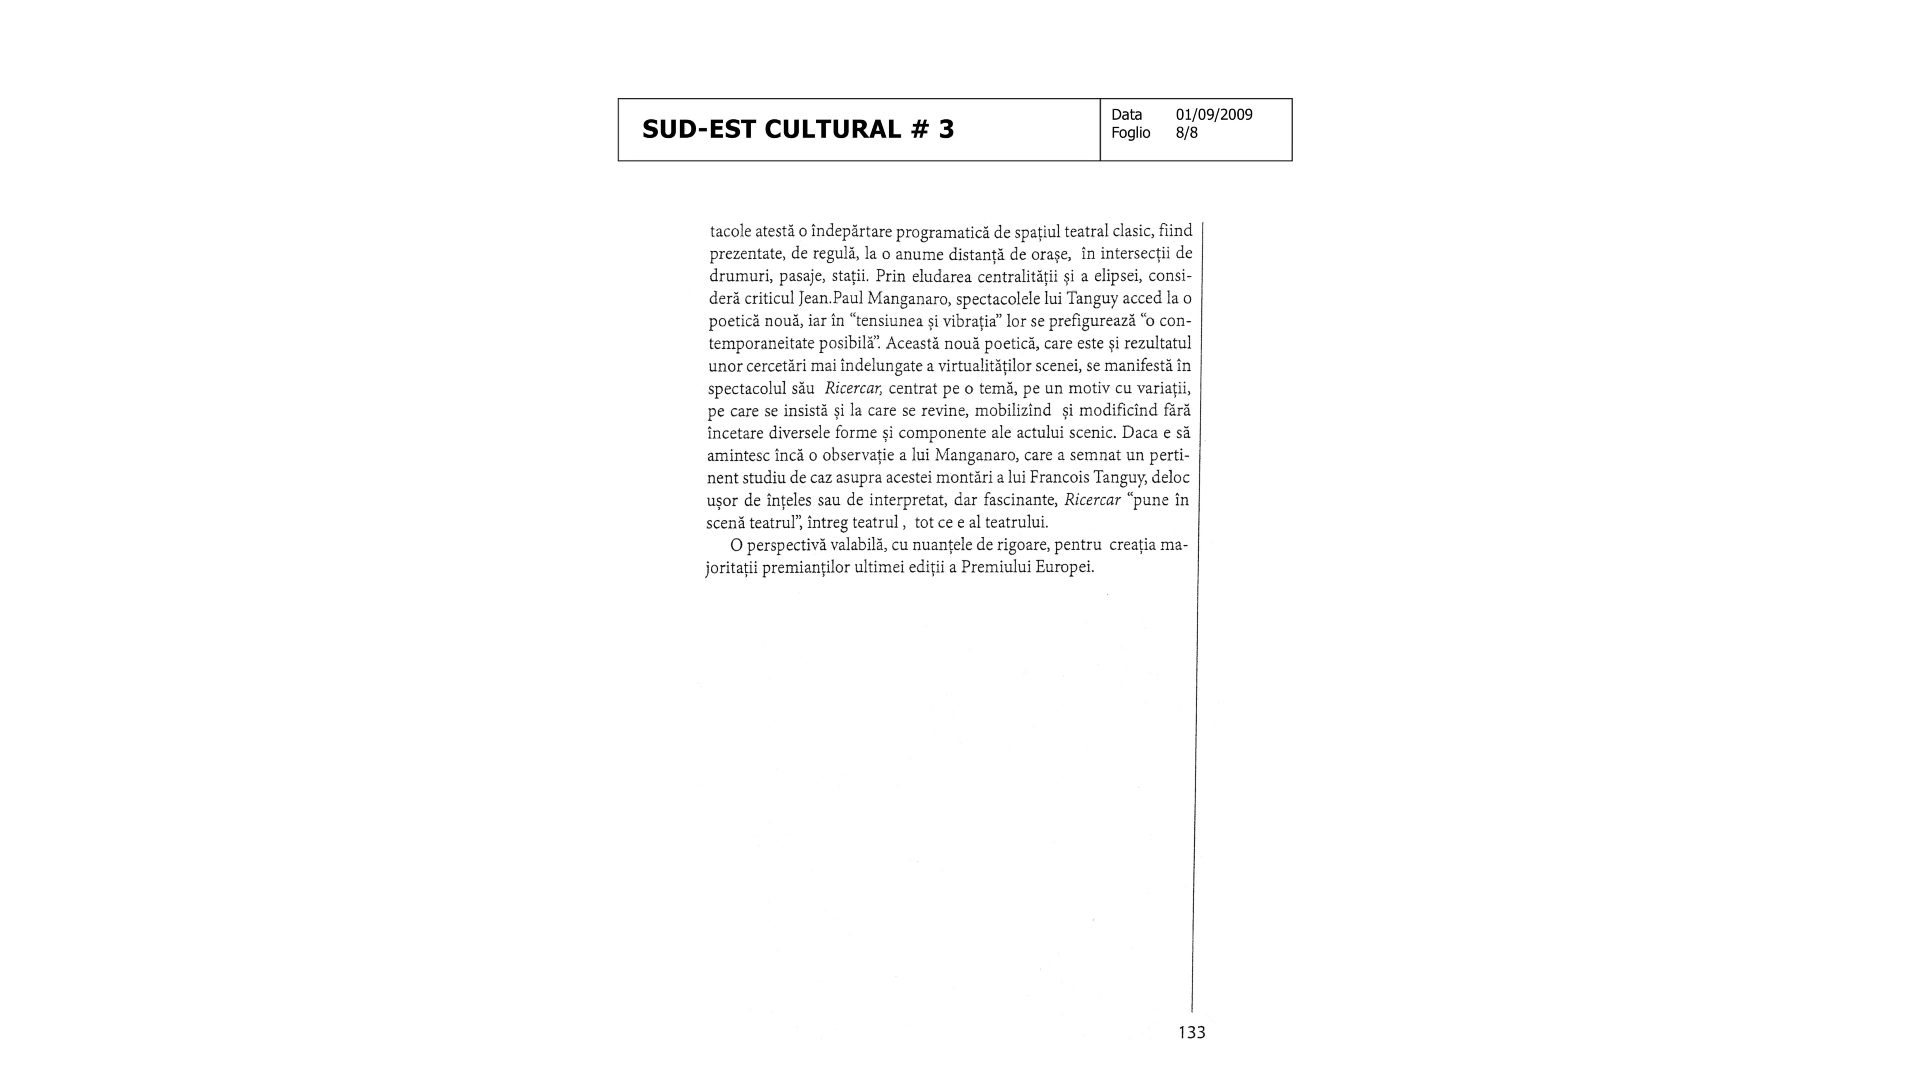 SUD-EST CULTURAL # 3
Data 01/09/2009
Foglio 8/8
tacole atestă o îndepărtare programatică de spațiul teatral clasic, fiind
prezentate, de regulă, la o anume distanță de orașe, în intersecții de
drumuri, pasaje, stații. Prin eludarea centralității și a elipsei, consi-
deră criticul Jean.Paul Manganaro, spectacolele lui Tanguy acced la o
poetică nouă, iar în “tensiunea și vibrația” lor se prefigurează “o con-
temporaneitate posibilă”. Această nouă poetică, care este și rezultatul
unor cercetări mai îndelungate a virtualităților scenei, se manifestă în
spectacolul său Ricercar, centrat pe o temă, pe un motiv cu variații,
pe care se insistă și la care se revine, mobilizînd și modificînd fără
încetare diversele forme și componente ale actului scenic. Daca e să
amintesc încă o observație a lui Manganaro, care a semnat un perti-
nent studiu de caz asupra acestei montări a lui Francois Tanguy, deloc
ușor de înțeles sau de interpretat, dar fascinante, Ricercar “pune în
scenă teatrul”, întreg teatrul , tot ce e al teatrului.
O perspectivă valabilă, cu nuanțele de rigoare, pentru creația ma-
joritații premianților ultimei ediții a Premiului Europei.
133